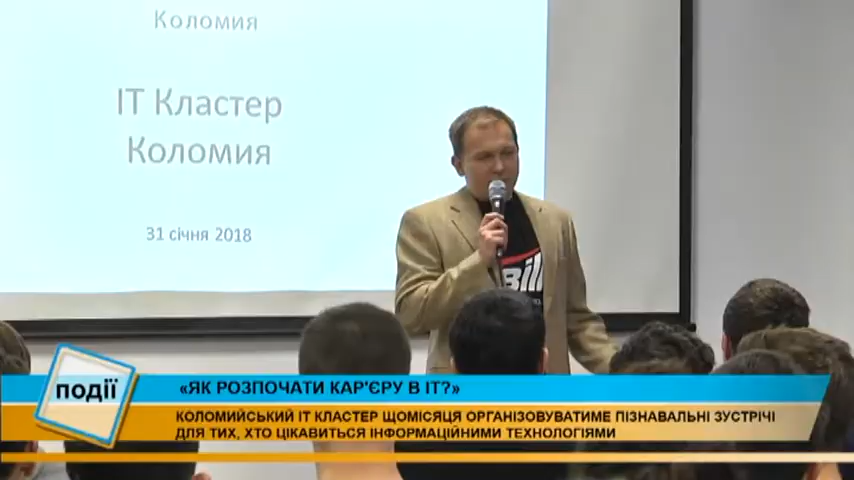 Коломия
ІТ Кластер
Коломия
31 січня 2018
Bill
події
«ЯК РОЗПОЧАТИ КАР'ЄРУ В ІТ?»
КОЛОМИЙСЬКИЙ ІТ КЛАСТЕР ЩОМІСЯЦЯ ОРГАНІЗОВУВАТИМЕ ПІЗНАВАЛЬНІ ЗУСТРІЧІ
ДЛЯ ТИХ, ХТО ЦІКАВИТЬСЯ ІНФОРМАЦІЙНИМИ ТЕХНОЛОГІЯМИ